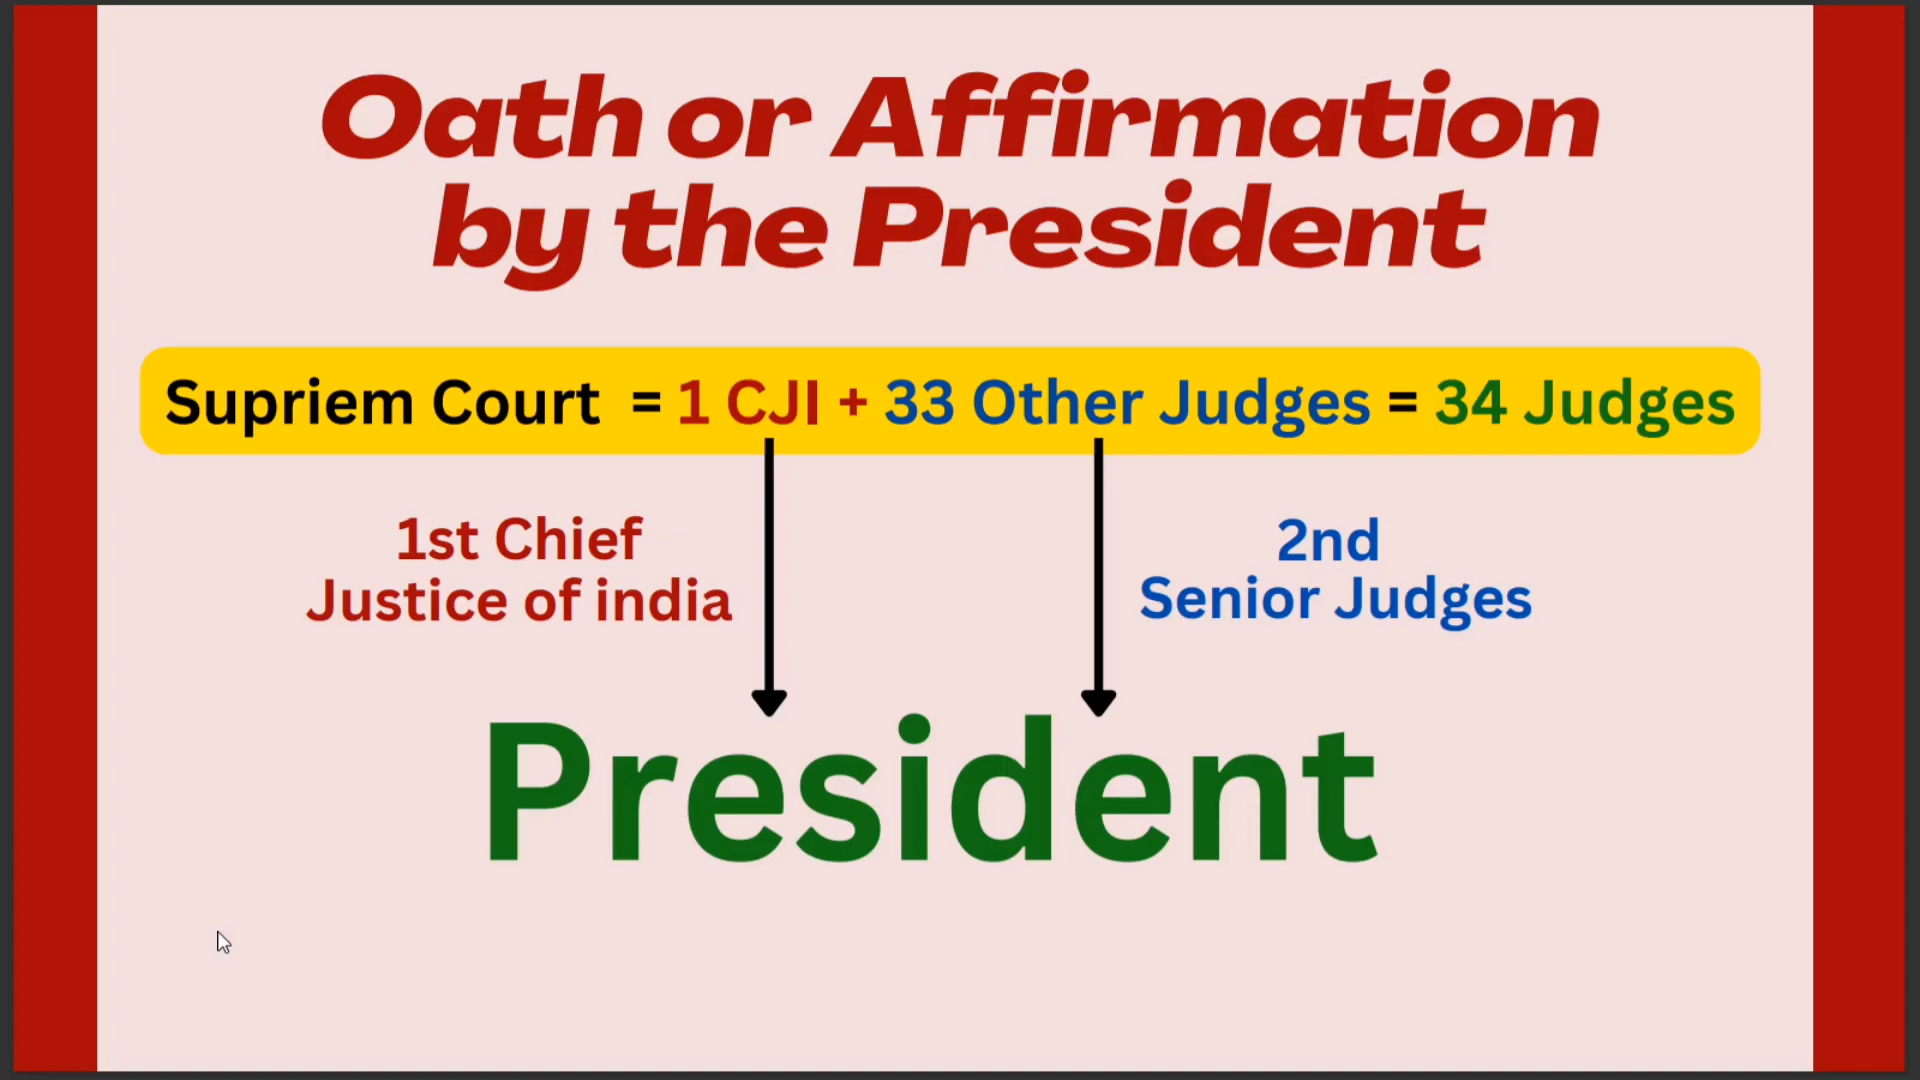 Oath or Affirmation
by the President
Supriem Court = 1 CJI + 33 Other Judges = 34 Judges
1st Chief
Justice of india
2nd
Senior Judges
President